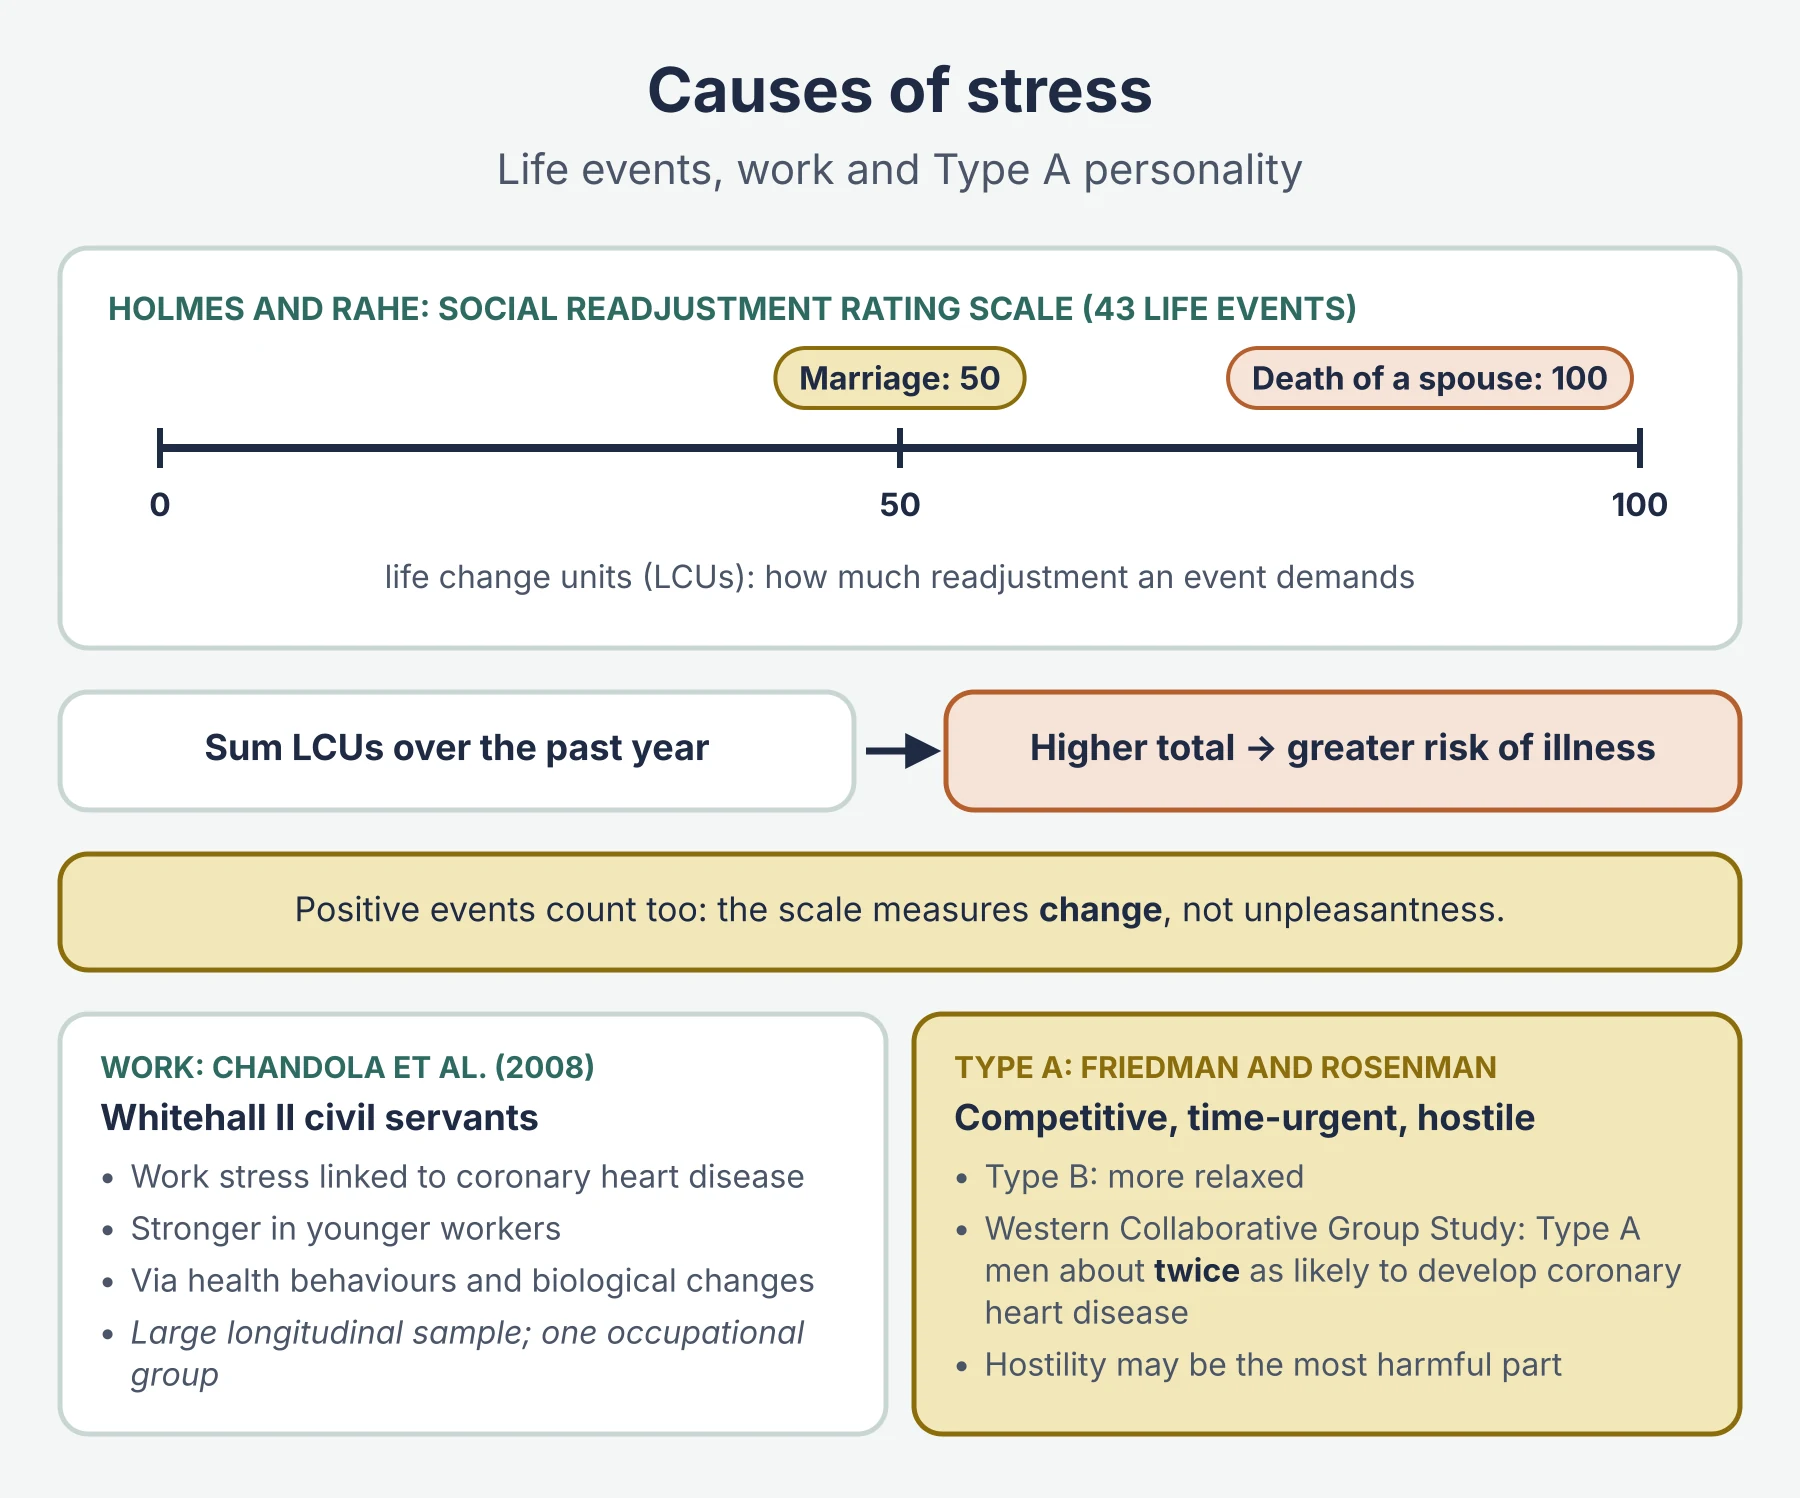 Causes of stress
Life events, work and Type A personality
HOLMES AND RAHE: SOCIAL READJUSTMENT RATING SCALE (43 LIFE EVENTS)
Marriage: 50
Death of a spouse: 100
0
50
100
life change units (LCUs): how much readjustment an event demands
Sum LCUs over the past year
Higher total → greater risk of illness
Positive events count too: the scale measures change, not unpleasantness.
WORK: CHANDOLA ET AL. (2008)
Whitehall II civil servants
• Work stress linked to coronary heart disease
• Stronger in younger workers
• Via health behaviours and biological changes
• Large longitudinal sample; one occupational
group
TYPE A: FRIEDMAN AND ROSENMAN
Competitive, time-urgent, hostile
• Type B: more relaxed
• Western Collaborative Group Study: Type A
men about twice as likely to develop coronary
heart disease
• Hostility may be the most harmful part